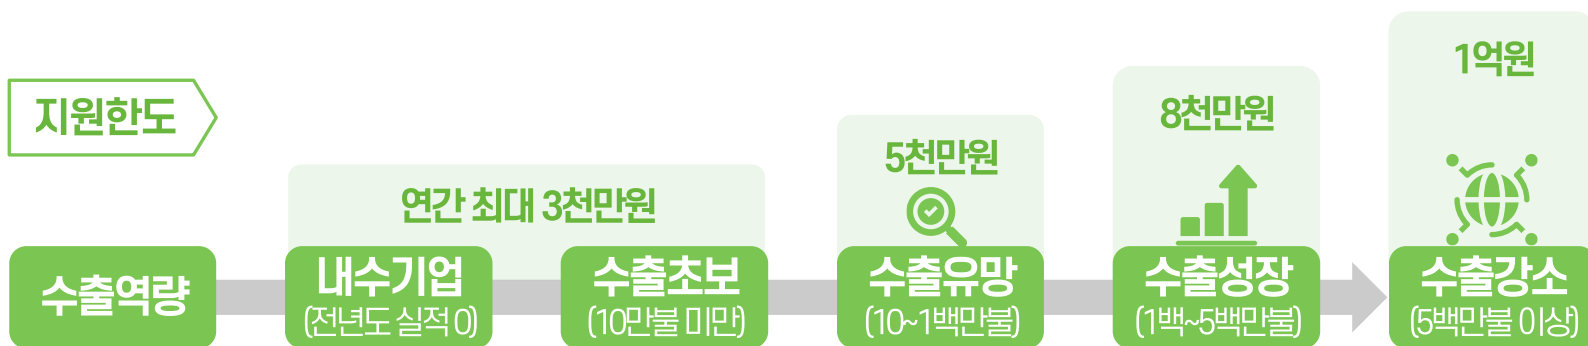 지원한도
연간 최대 3천만원
5천만원
8천만원
1억원
수출역량
내수기업
(전년도 실적 0)
수출초보
(10만불 미만)
수출유망
(10~1백만불)
수출성장
(1백~5백만불)
수출강소
(5백만불 이상)